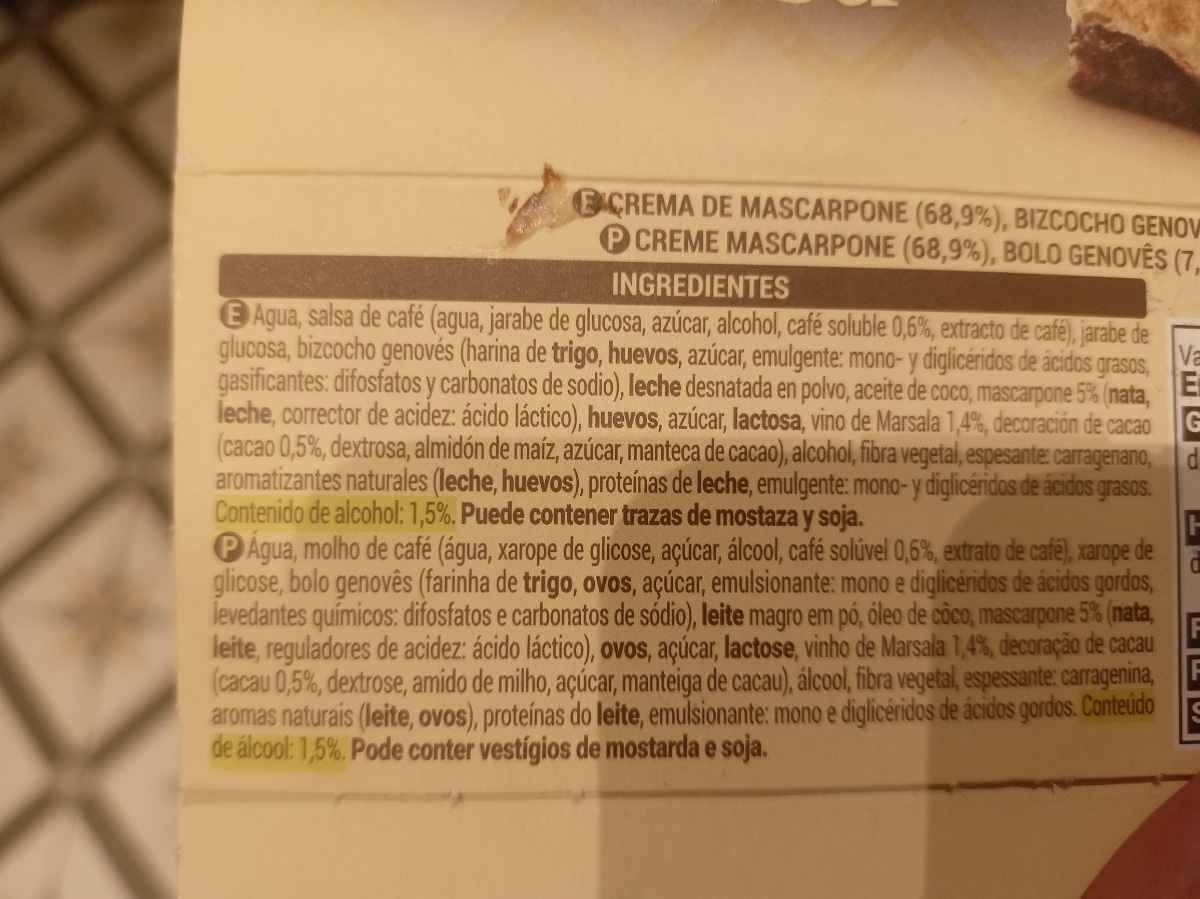 E CREMA DE MASCARPONE (68,9%), BIZCOCHO GENOV
P CREME MASCARPONE (68,9%), BOLO GENOVÊS (7,
INGREDIENTES
E Agua, salsa de café (agua, jarabe de glucosa, azúcar, alcohol, café soluble 0,6%, extracto de café), jarabe de
glucosa, bizcocho genovés (harina de trigo, huevos, azúcar, emulgente: mono- y diglicéridos de ácidos grasos,
gasificantes: difosfatos y carbonatos de sodio), leche desnatada en polvo, aceite de coco, mascarpone 5% (nata,
leche, corrector de acidez: ácido láctico), huevos, azúcar, lactosa, vino de Marsala 1,4%, decoración de cacao
(cacao 0,5%, dextrosa, almidón de maíz, azúcar, manteca de cacao), alcohol, fibra vegetal, espesante: carragenano,
aromatizantes naturales (leche, huevos), proteínas de leche, emulgente: mono- y diglicéridos de ácidos grasos.
Contenido de alcohol: 1,5%. Puede contener trazas de mostaza y soja.
P Água, molho de café (água, xarope de glicose, açúcar, álcool, café solúvel 0,6%, extrato de café), xarope de
glicose, bolo genovês (farinha de trigo, ovos, açúcar, emulsionante: mono e diglicéridos de ácidos gordos,
levedantes químicos: difosfatos e carbonatos de sódio), leite magro em pó, óleo de côco, mascarpone 5% (nata,
leite, reguladores de acidez: ácido láctico), ovos, açúcar, lactose, vinho de Marsala 1,4%, decoração de cacau
(cacau 0,5%, dextrose, amido de milho, açúcar, manteiga de cacau), álcool, fibra vegetal, espessante: carragenina,
aromas naturais (leite, ovos), proteínas do leite, emulsionante: mono e diglicéridos de ácidos gordos. Conteúdo
de álcool: 1,5%. Pode conter vestígios de mostarda e soja.